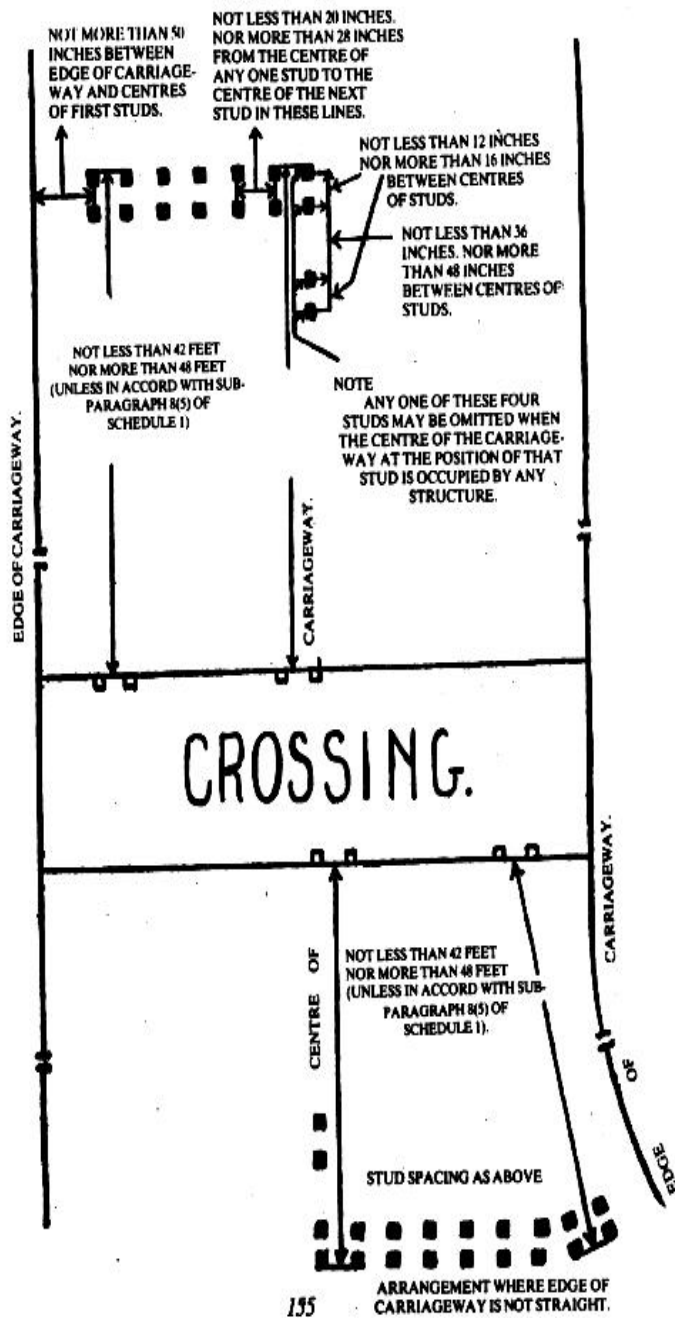 NOT MORE THAN 50
INCHES BETWEEN
EDGE OF CARRIAGE-
WAY AND CENTRES
OF FIRST STUDS.
NOT LESS THAN 20 INCHES.
NOR MORE THAN 28 INCHES
FROM THE CENTRE OF
ANY ONE STUD TO THE
CENTRE OF THE NEXT
STUD IN THESE LINES.
NOT LESS THAN 12 INCHES
NOR MORE THAN 16 INCHES
BETWEEN CENTRES
OF STUDS.
NOT LESS THAN 36
INCHES. NOR MORE
THAN 48 INCHES
BETWEEN CENTRES OF
STUDS.
NOT LESS THAN 42 FEET
NOR MORE THAN 48 FEET
(UNLESS IN ACCORD WITH SUB-
PARAGRAPH 8(5) OF
SCHEDULE 1)
NOTE
ANY ONE OF THESE FOUR
STUDS MAY BE OMITTED WHEN
THE CENTRE OF THE CARRIAGE-
WAY AT THE POSITION OF THAT
STUD IS OCCUPIED BY ANY
STRUCTURE.
EDGE OF CARRIAGEWAY.
CARRIAGEWAY.
CROSSING.
CENTRE OF
NOT LESS THAN 42 FEET
NOR MORE THAN 48 FEET
(UNLESS IN ACCORD WITH SUB-
PARAGRAPH 8(5) OF
SCHEDULE 1).
CARRIAGEWAY.
OF
EDGE
STUD SPACING AS ABOVE
ARRANGEMENT WHERE EDGE OF
CARRIAGEWAY IS NOT STRAIGHT.
155